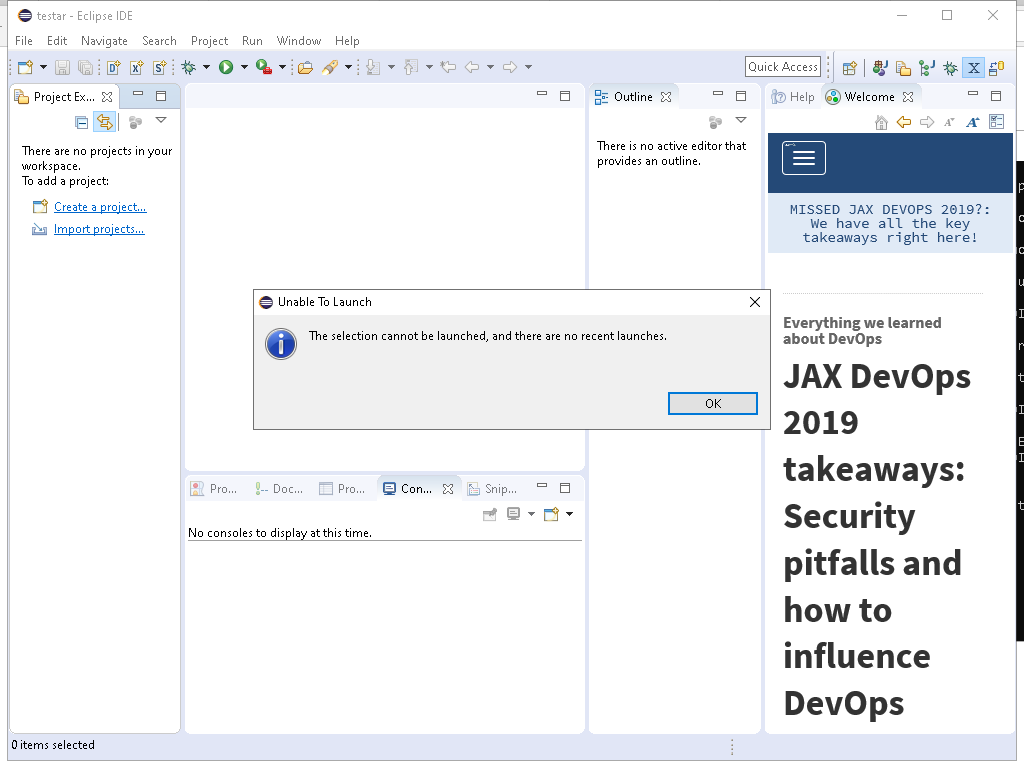 testar - Eclipse IDE
File Edit Navigate Search Project Run Window Help
Quick Access
Project Ex...
There are no projects in your
workspace.
To add a project:
Create a project...
Import projects...
Outline
There is no active editor that
provides an outline.
Help
Welcome
MISSED JAX DEVOPS 2019?:
We have all the key
takeaways right here!
Everything we learned
about DevOps
JAX DevOps
2019
takeaways:
Security
pitfalls and
how to
influence
DevOps
Unable To Launch
The selection cannot be launched, and there are no recent launches.
OK
Pro...
Doc...
Pro...
Con...
Snip...
No consoles to display at this time.
0 items selected